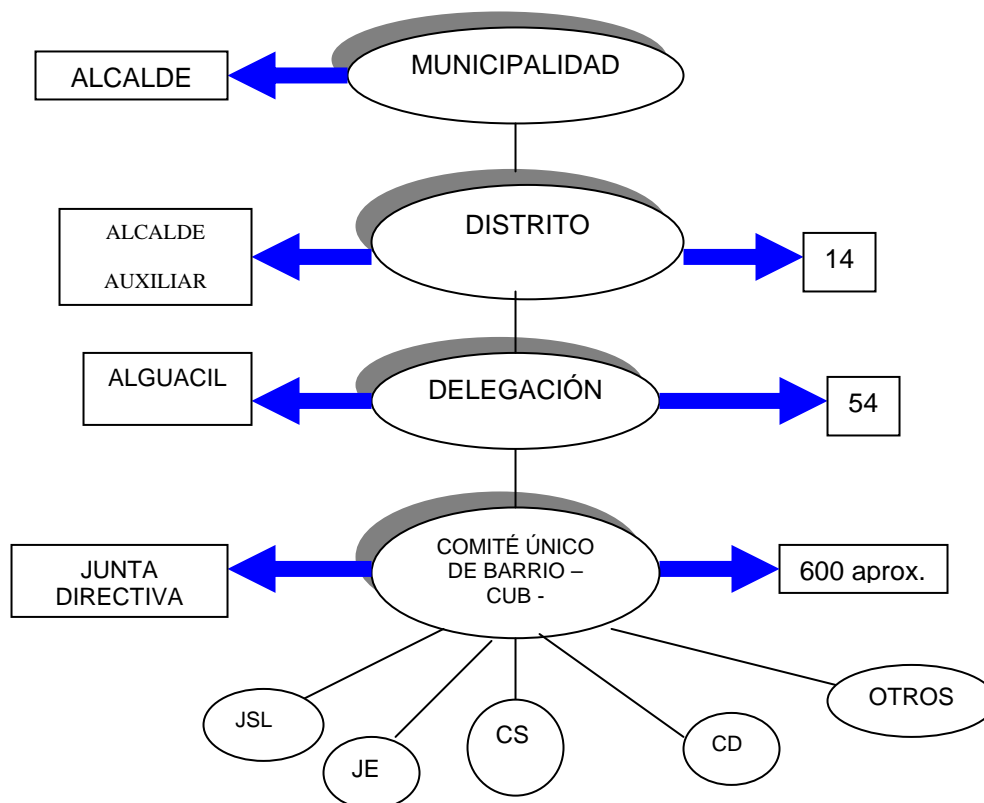 MUNICIPALIDAD
ALCALDE
DISTRITO
ALCALDE
AUXILIAR
14
DELEGACIÓN
ALGUACIL
54
COMITÉ ÚNICO
DE BARRIO –
CUB -
JUNTA
DIRECTIVA
600 aprox.
JSL
JE
CS
CD
OTROS